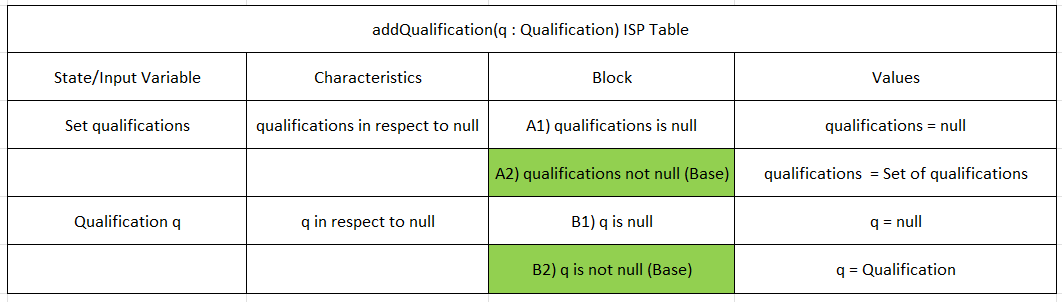 addQualification(q : Qualification) ISP Table
State/Input Variable Characteristics Block Values
Set qualifications qualifications in respect to null A1) qualifications is null qualifications = null
A2) qualifications not null (Base) qualifications = Set of qualifications
Qualification q q in respect to null B1) q is null q = null
B2) q is not null (Base) q = Qualification